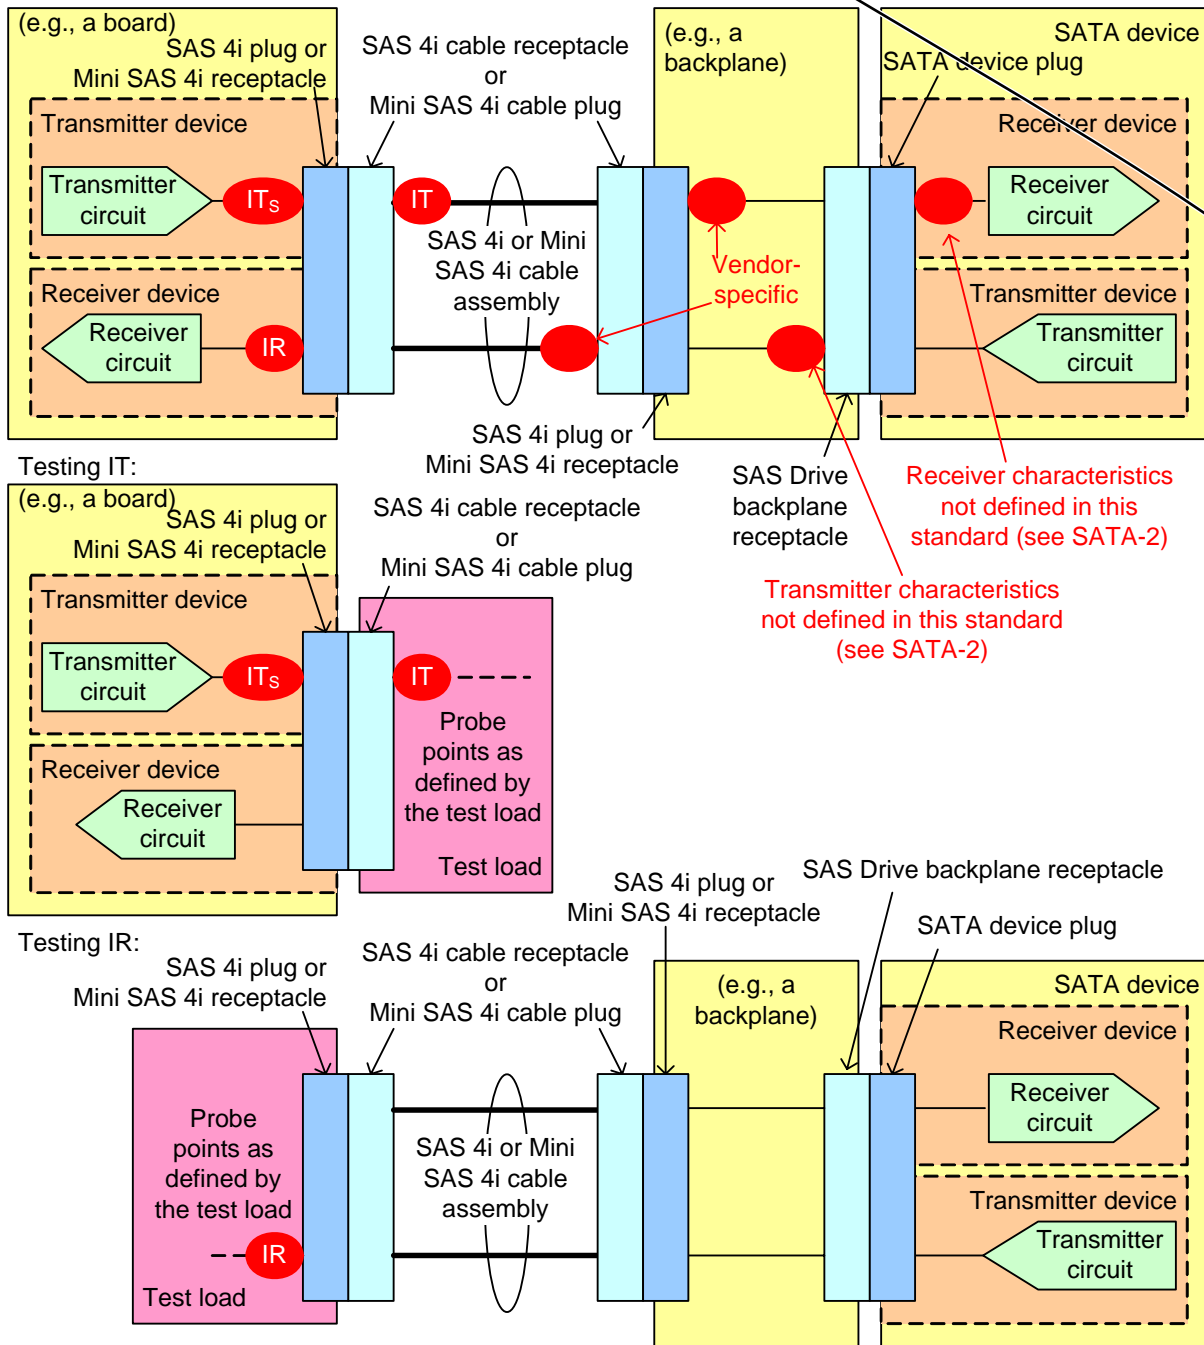 (e.g., a board)
SAS 4i plug or
Mini SAS 4i receptacle
SAS 4i cable receptacle
or
Mini SAS 4i cable plug
(e.g., a
backplane)
SATA device
SATA device plug
Transmitter device
Transmitter
circuit
ITS
IT
Receiver device
Receiver
circuit
Receiver device
Receiver
circuit
IR
SAS 4i or Mini
SAS 4i cable
assembly
Vendor-
specific
Transmitter device
Transmitter
circuit
SAS 4i plug or
Mini SAS 4i receptacle
SAS Drive
backplane
receptacle
Receiver characteristics
not defined in this
standard (see SATA-2)
Transmitter characteristics
not defined in this standard
(see SATA-2)
Testing IT:
(e.g., a board)
SAS 4i plug or
Mini SAS 4i receptacle
SAS 4i cable receptacle
or
Mini SAS 4i cable plug
Transmitter device
Transmitter
circuit
ITS
IT
Probe
points as
defined by
the test load
Test load
Receiver device
Receiver
circuit
Testing IR:
SAS 4i plug or
Mini SAS 4i receptacle
SAS 4i cable receptacle
or
Mini SAS 4i cable plug
SAS 4i plug or
Mini SAS 4i receptacle
SAS Drive backplane receptacle
SATA device plug
(e.g., a
backplane)
SATA device
Receiver device
Receiver
circuit
Probe
points as
defined by
the test load
IR
Test load
SAS 4i or Mini
SAS 4i cable
assembly
Transmitter device
Transmitter
circuit